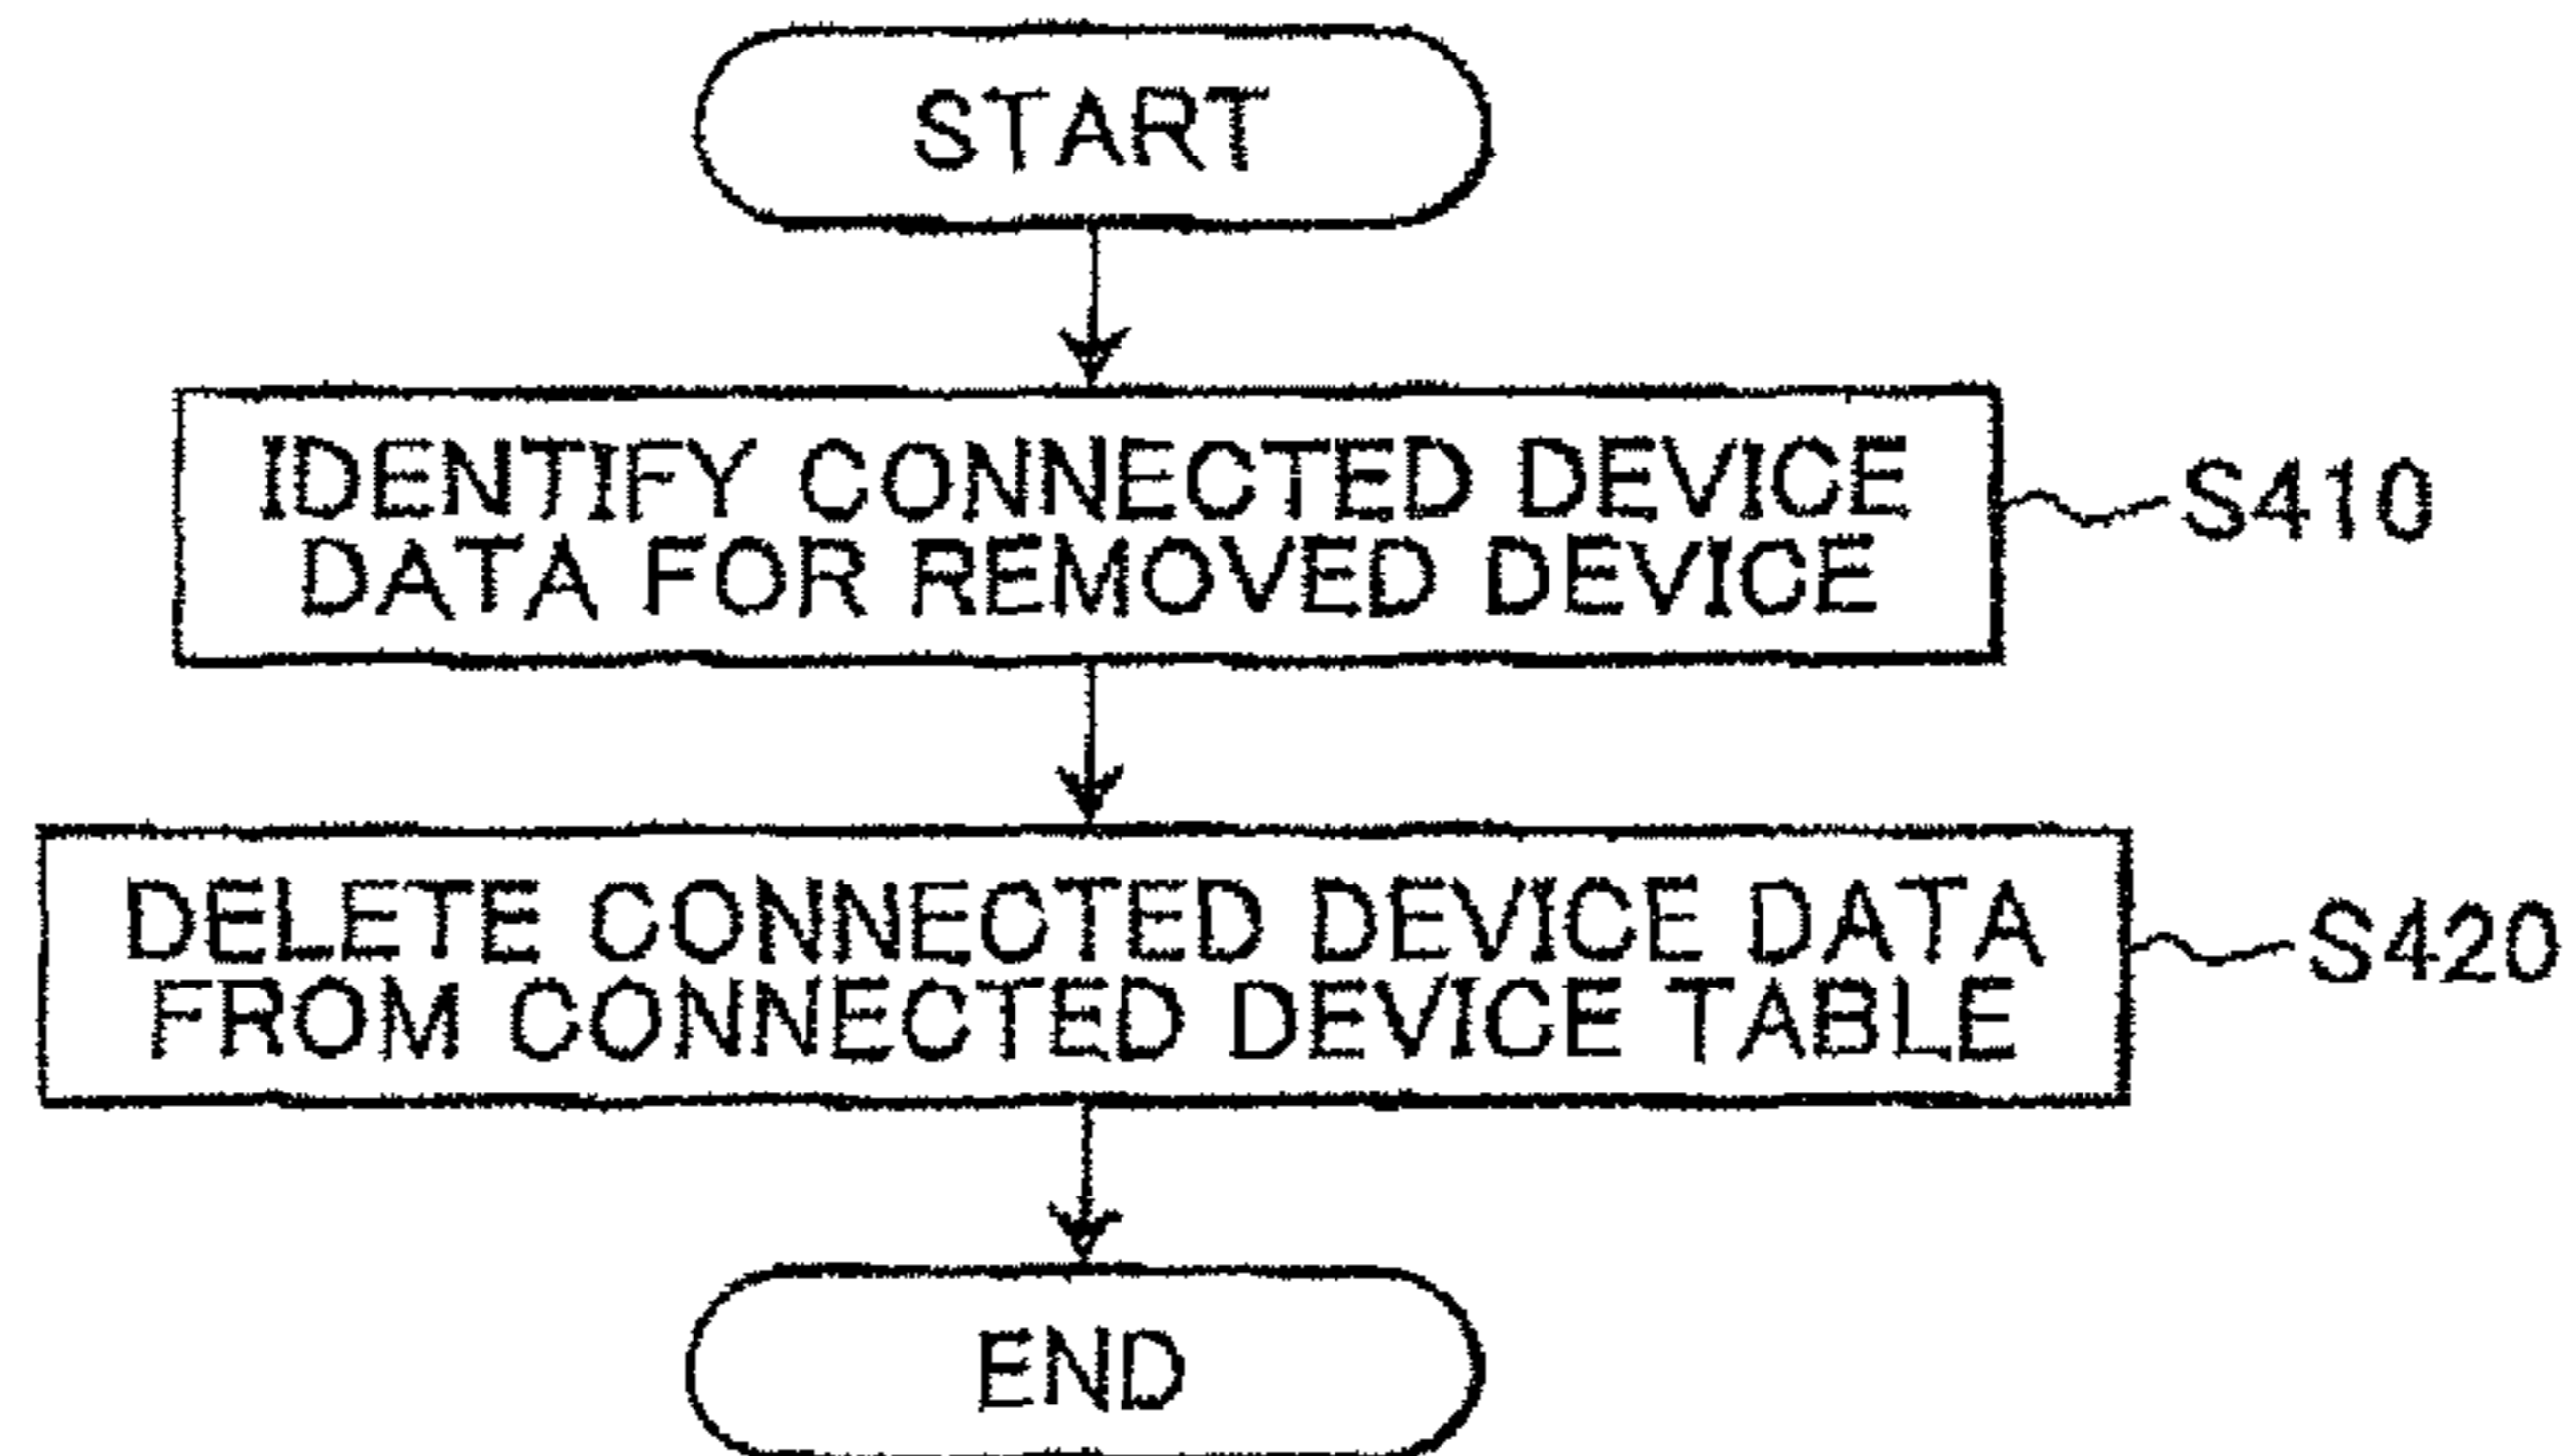 START
IDENTIFY CONNECTED DEVICE
DATA FOR REMOVED DEVICE
S410
DELETE CONNECTED DEVICE DATA
FROM CONNECTED DEVICE TABLE
S420
END